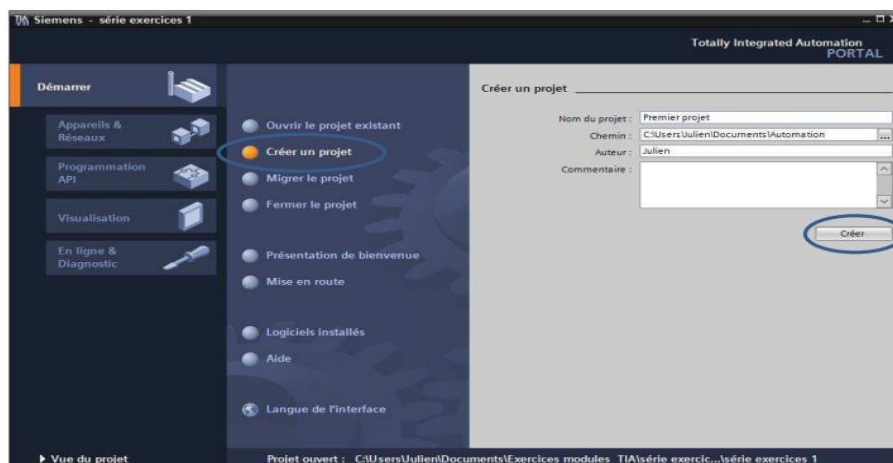 Siemens - série exercices 1
Totally Integrated Automation
PORTAL
Démarrer
Appareils &
Réseaux
Programmation
API
Visualisation
En ligne &
Diagnostic
Ouvrir le projet existant
Créer un projet
Migrer le projet
Fermer le projet
Présentation de bienvenue
Mise en route
Logiciels installés
Aide
Langue de l'interface
Créer un projet
Nom du projet : Premier projet
Chemin : C:\Users\Julien\Documents\Automation
...
Auteur : Julien
Commentaire :
Créer
Vue du projet
Projet ouvert : C:\Users\Julien\Documents\Exercices modules TIA\série exercic...\série exercices 1